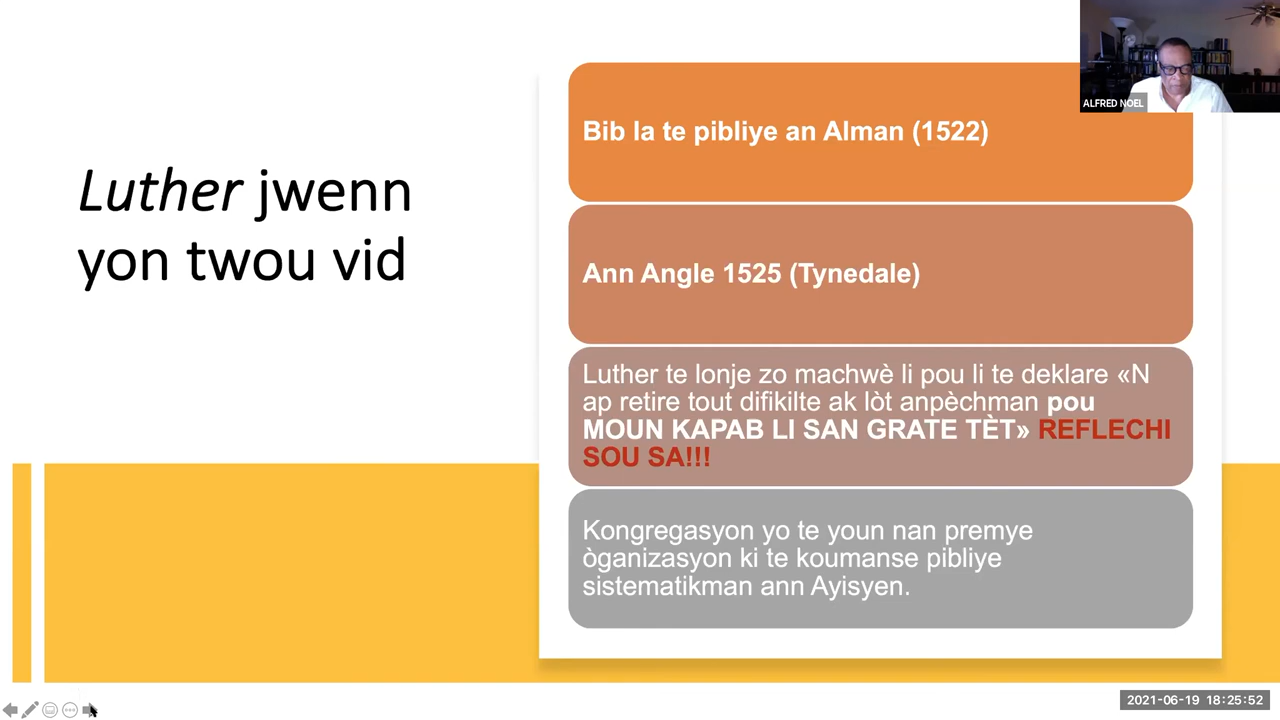 Luther jwenn
yon twou vid
Bib la te pibliye an Alman (1522)
Ann Angle 1525 (Tynedale)
Luther te lonje zo machwè li pou li te deklare «N
ap retire tout difikilte ak lòt anpèchman pou
MOUN KAPAB LI SAN GRATE TÈT» REFLECHI
SOU SA!!!
Kongregasyon yo te youn nan premye
òganizasyon ki te koumanse pibliye
sistematikman ann Ayisyen.
ALFRED NOEL
2021-06-19 18:25:52